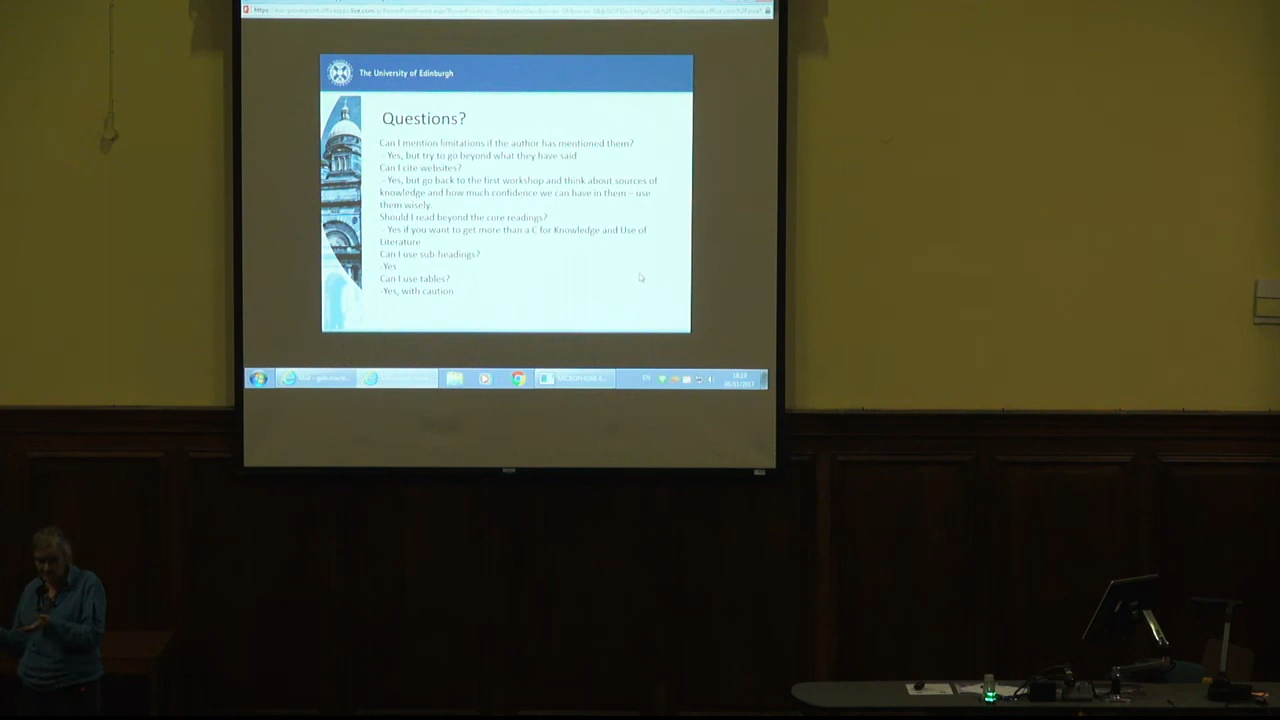 The University of Edinburgh
Questions?
Can I mention limitations if the author has mentioned them?
- Yes, but try to go beyond what they have said
Can I cite websites?
- Yes, but go back to the first workshop and think about sources of
knowledge and how much confidence we can have in them – use
them wisely.
Should I read beyond the core readings?
- Yes if you want to get more than a C for Knowledge and Use of
Literature
Can I use sub headings?
-Yes
Can I use tables?
-Yes, with caution
MICROPHONE
EN
18:19